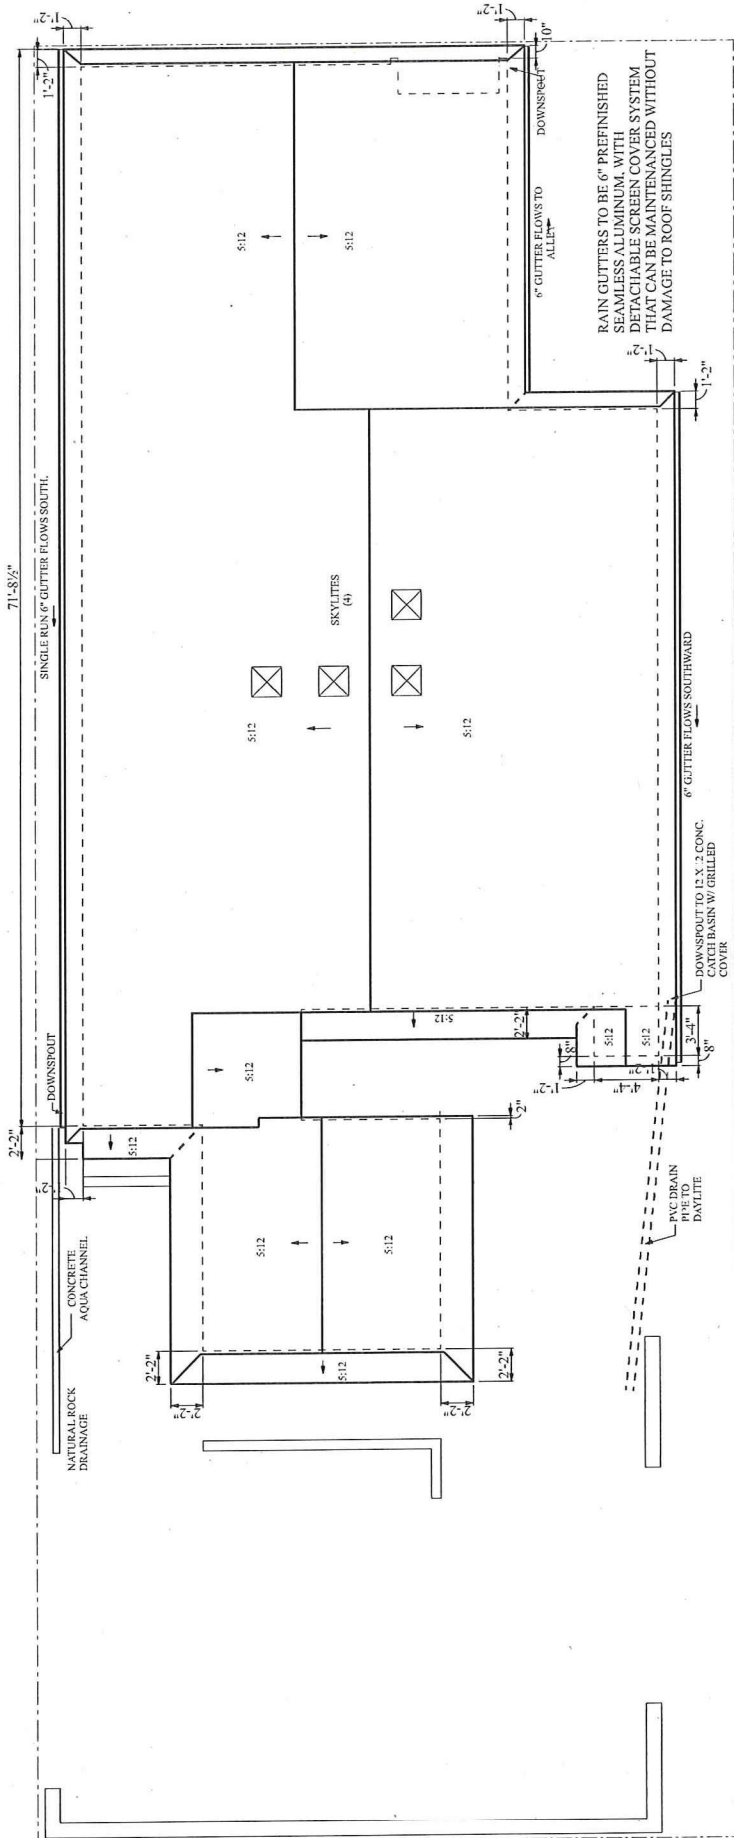 1'-2"
1'-2"
71'-8½"
SINGLE RUN 6" GUTTER FLOWS SOUTH.
DOWNSPOUT
2'-2"
CONCRETE
AQUA CHANNEL
NATURAL ROCK
DRAINAGE
1'-2"
10"
DOWNSPOUT
6" GUTTER FLOWS TO
ALLEY
RAIN GUTTERS TO BE 6" PREFINISHED
SEAMLESS ALUMINUM, WITH
DETACHABLE SCREEN COVER SYSTEM
THAT CAN BE MAINTENANCED WITHOUT
DAMAGE TO ROOF SHINGLES
1'-2"
1'-2"
5:12
5:12
SKYLITES
(4)
5:12
5:12
6" GUTTER FLOWS SOUTHWARD
DOWNSPOUT TO 12 X 12 CONC.
CATCH BASIN W/ GRILLED
COVER
5:12
5:12
2'-2"
5:12
5:12
8"
1'-2"
4'-4"
1'-2"
3'-4"
8"
2"
5:12
5:12
5:12
5:12
2'-2"
2'-2"
2'-2"
2'-2"
PVC DRAIN
PIPE TO
DAYLITE